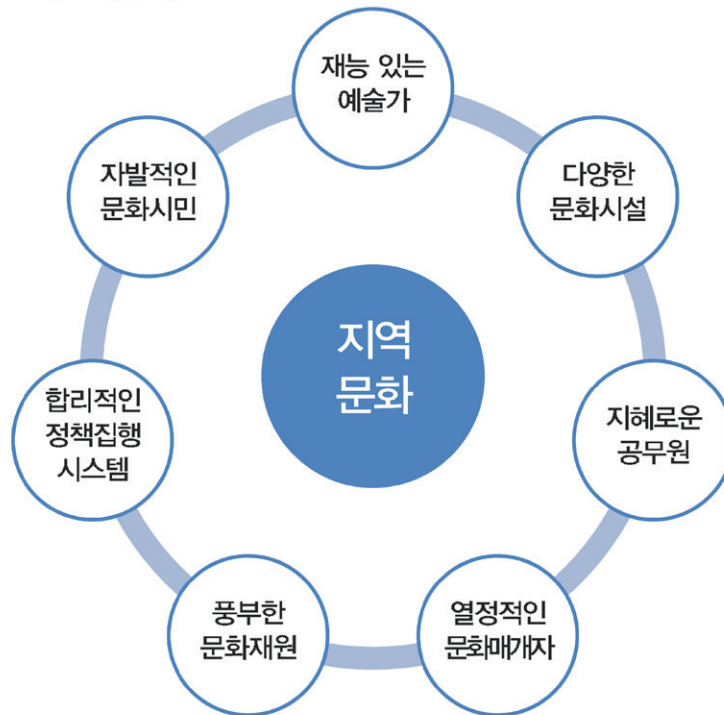 재능 있는
예술가
다양한
문화시설
지혜로운
공무원
열정적인
문화매개자
풍부한
문화재원
합리적인
정책집행
시스템
자발적인
문화시민
지역
문화